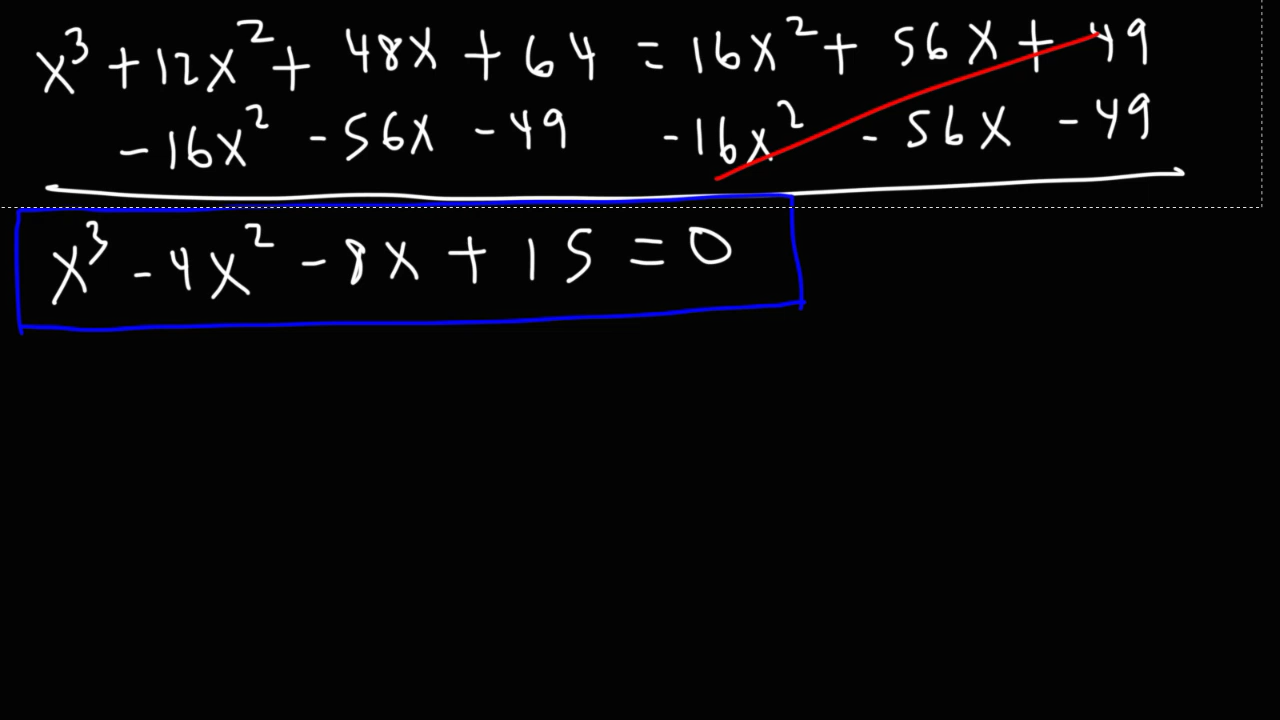 x³ + 12x² + 48x + 64 = 16x² + 56x + 49
- 16x² - 56x - 49 - 16x² - 56x - 49
x³ - 4x² - 8x + 15 = 0